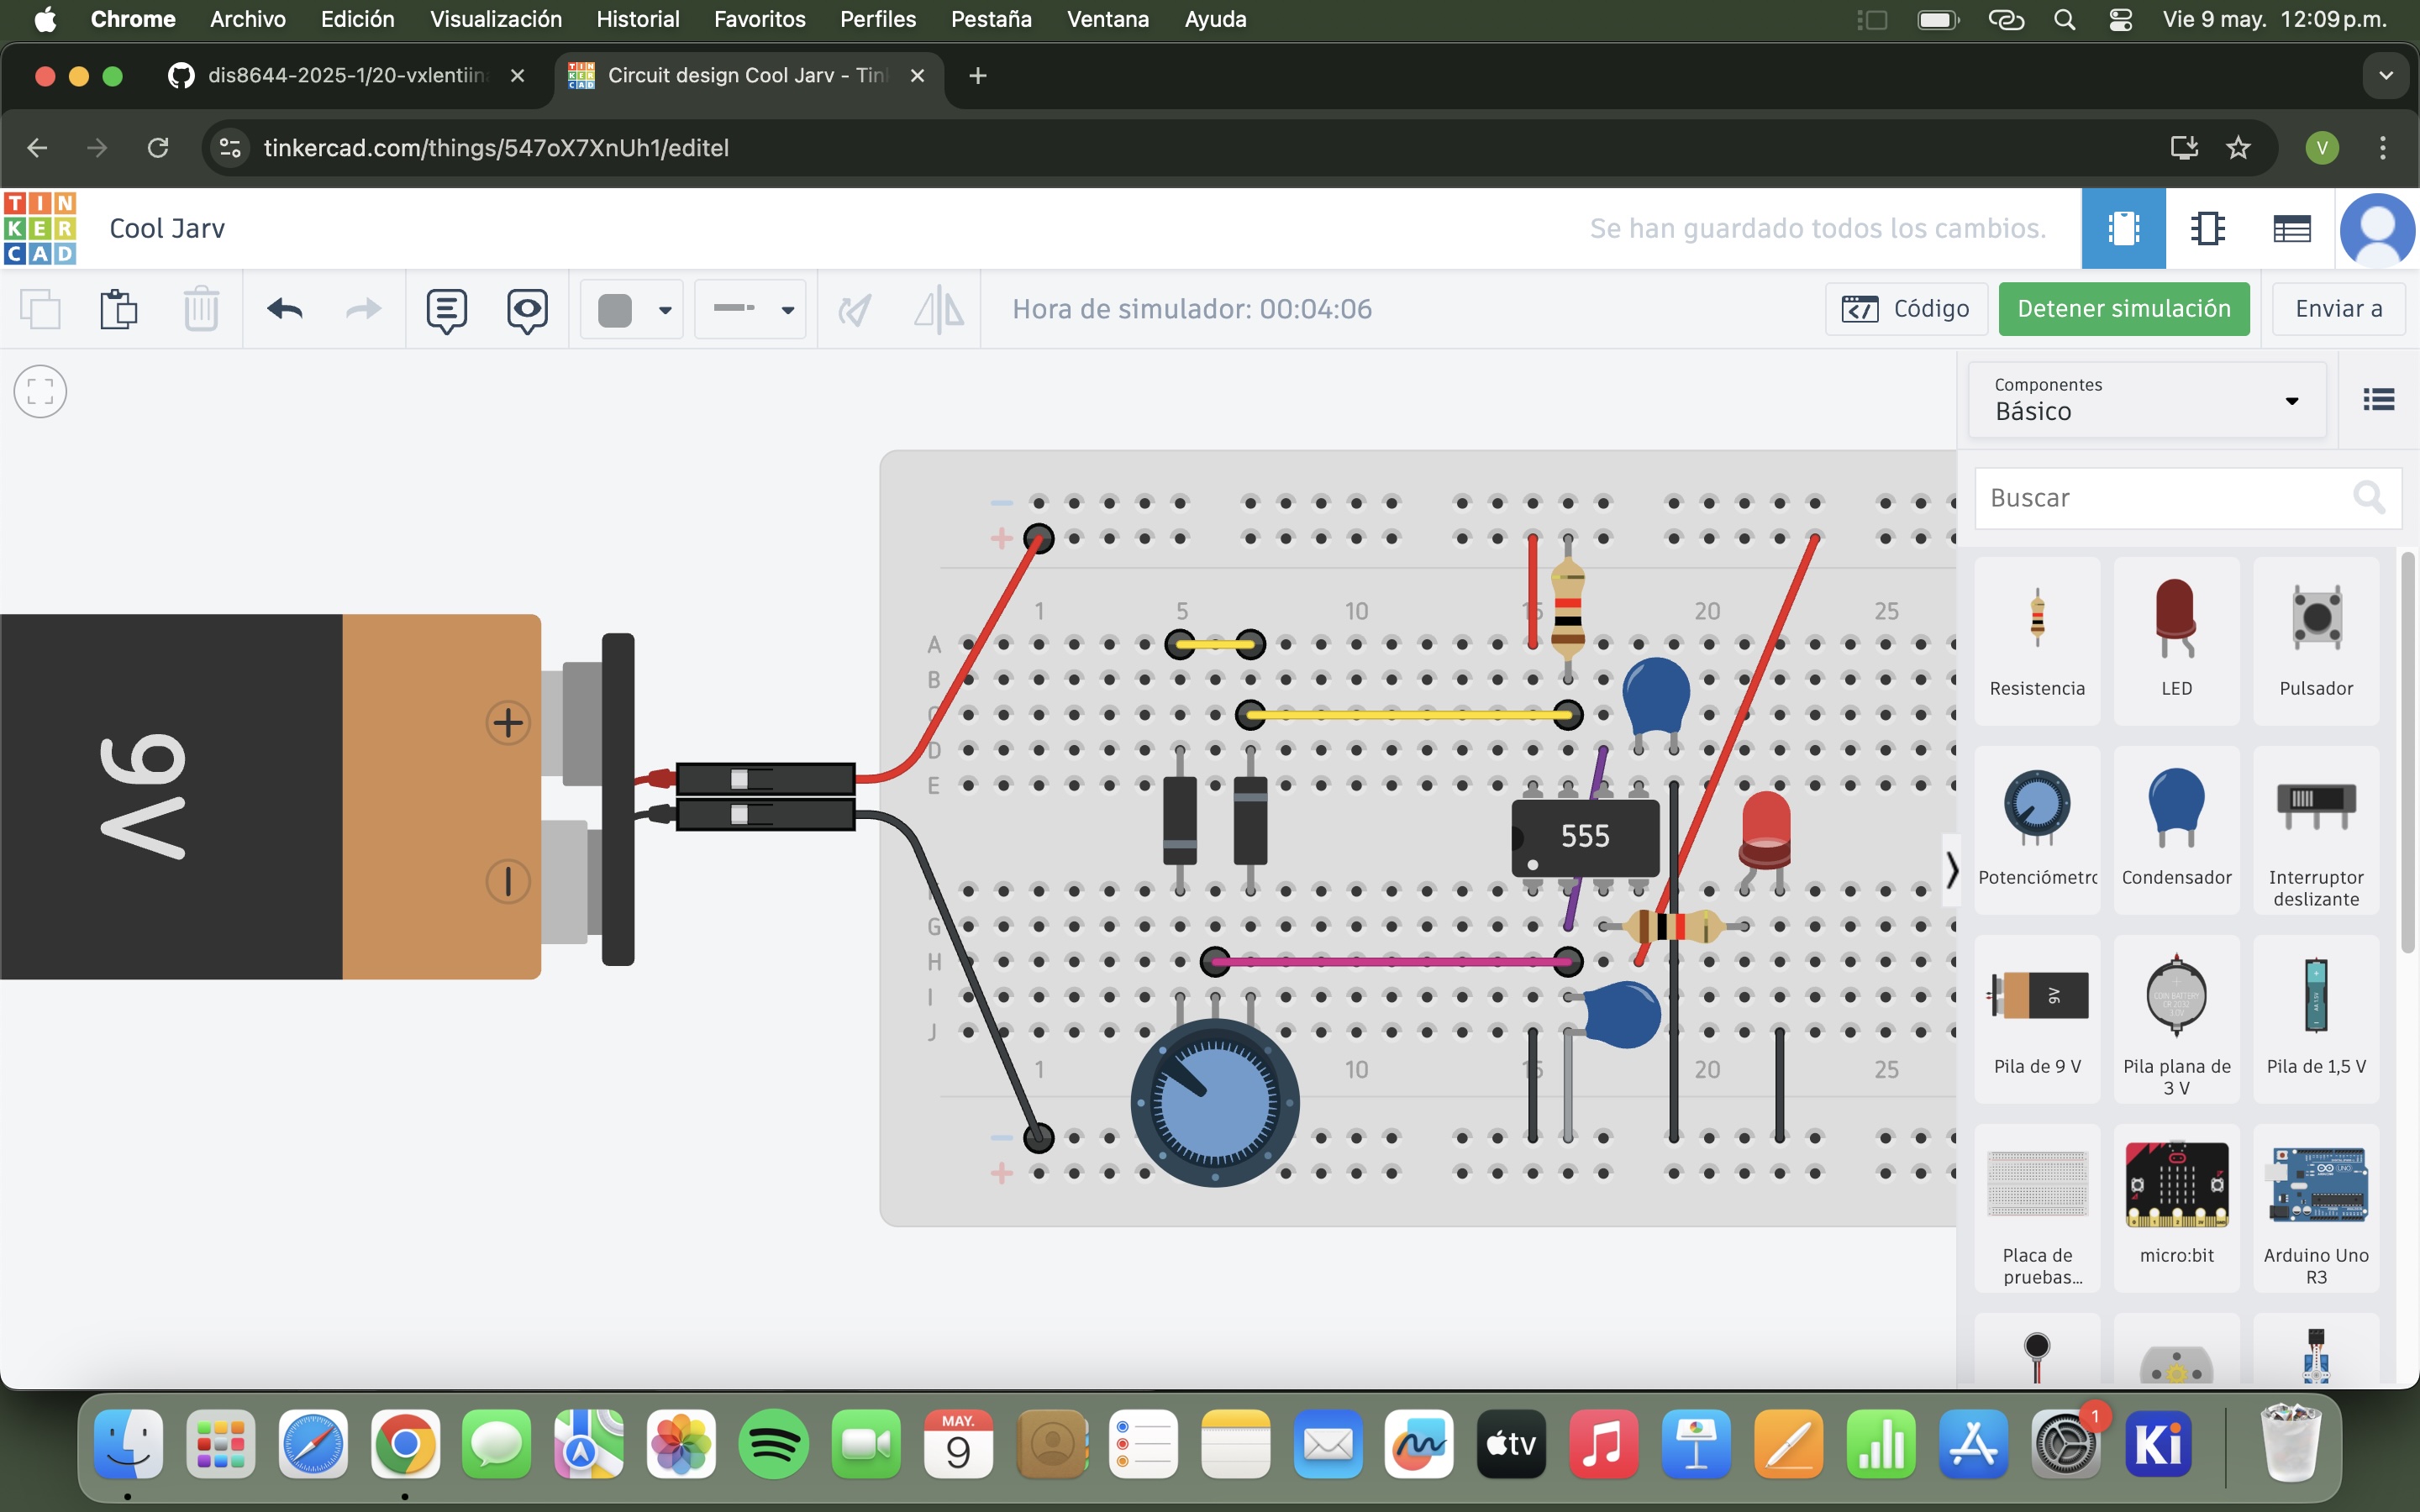 Chrome Archivo Edición Visualización Historial Favoritos Perfiles Pestaña Ventana Ayuda Vie 9 may. 12:09 p.m.
dis8644-2025-1/20-vxlentiin Circuit design Cool Jarv - Tin
tinkercad.com/things/547oX7XnUh1/editel V
TIN
KER
CAD
Cool Jarv Se han guardado todos los cambios.
Hora de simulador: 00:04:06 Código Detener simulación Enviar a
Componentes
Básico
Buscar
Resistencia LED Pulsador
Potenciómetro Condensador Interruptor
deslizante
Pila de 9 V Pila plana de
3 V Pila de 1,5 V
Placa de
pruebas... micro:bit Arduino Uno
R3
9V
+
1 5 10 15 20 25
A
B
C
D
E
555
F
G
H
I
J
1 10 15 20 25
9V
MAY.
9
tv
1
Ki